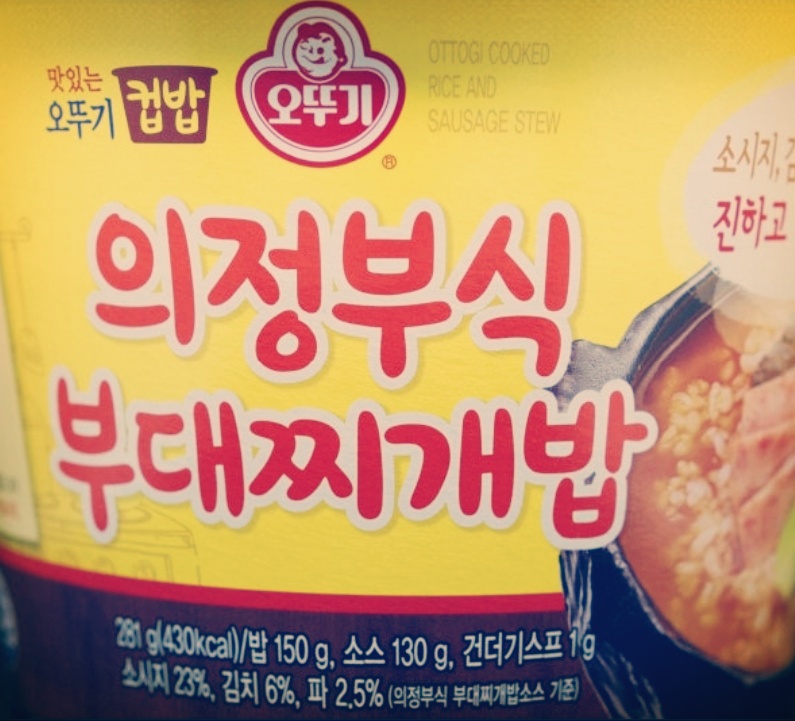 맛있는
오뚜기 컵밥
오뚜기
®
OTTOGI COOKED
RICE AND
SAUSAGE STEW
소시지,
진하고
의정부식
부대찌개밥
281 g(430kcal)/밥 150 g, 소스 130 g, 건더기스프 1 g
소시지 23%, 김치 6%, 파 2.5% (의정부식 부대찌개밥소스 기준)